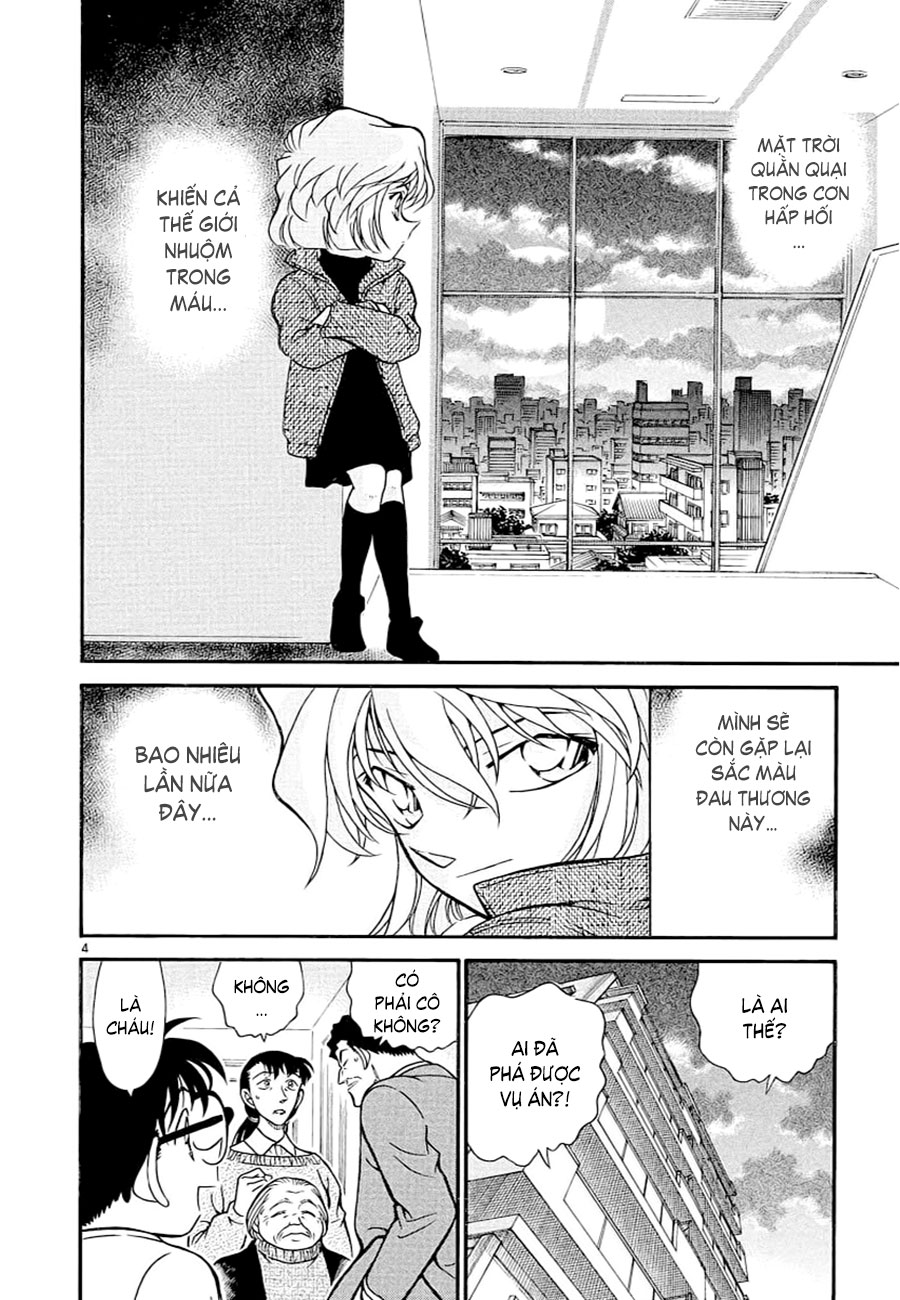 MẶT TRỜI
QUẰN QUẠI
TRONG CƠN
HẤP HỐI
...
KHIẾN CẢ
THẾ GIỚI
NHUỘM
TRONG
MÁU...
MÌNH SẼ
CÒN GẶP LẠI
SẮC MÀU
ĐAU THƯƠNG
NÀY...
BAO NHIÊU
LẦN NỮA
ĐÂY...
4
LÀ AI
THẾ?
AI ĐÃ
PHÁ ĐƯỢC
VỤ ÁN?!
CÓ
PHẢI CÔ
KHÔNG?
KHÔNG
...
LÀ
CHÁU!